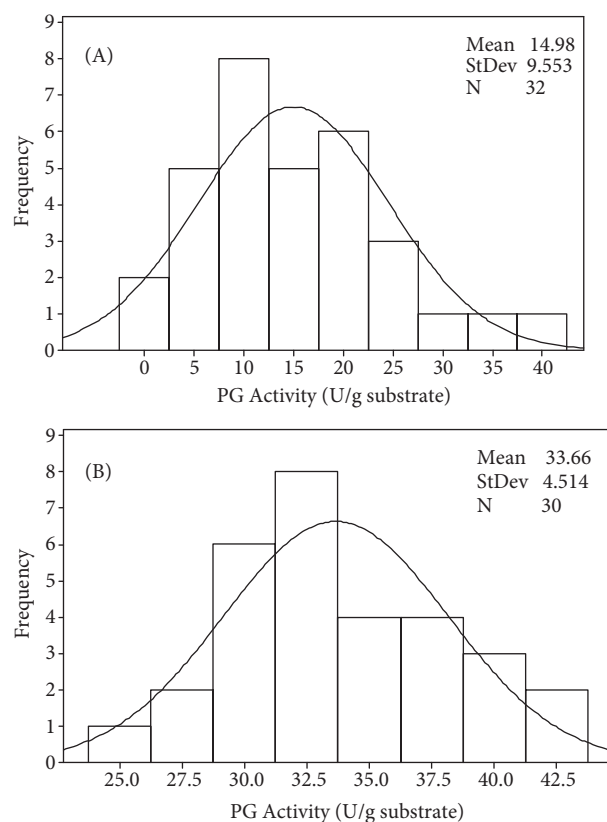 9
8
7
6
5
4
3
2
1
0
Frequency
(A)
Mean 14.98
StDev 9.553
N 32
0 5 10 15 20 25 30 35 40
PG Activity (U/g substrate)
9
8
7
6
5
4
3
2
1
0
Frequency
(B)
Mean 33.66
StDev 4.514
N 30
25.0 27.5 30.0 32.5 35.0 37.5 40.0 42.5
PG Activity (U/g substrate)